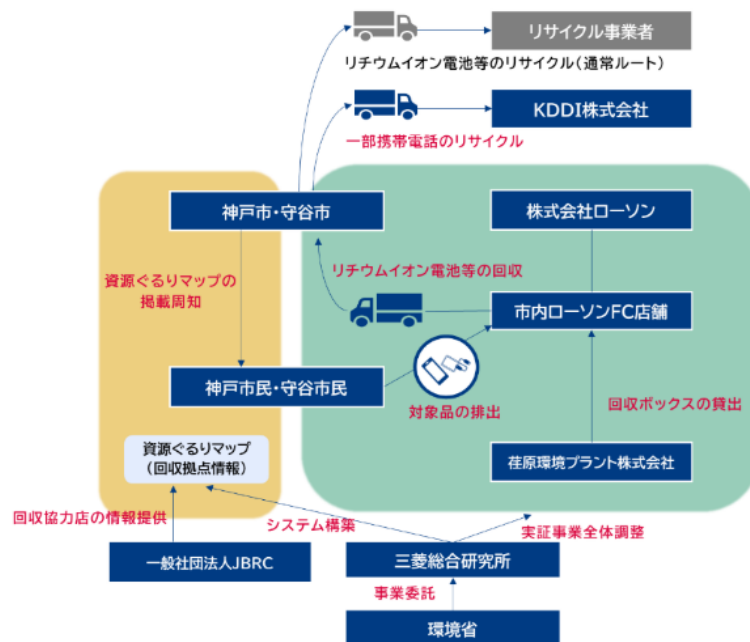 リサイクル事業者
リチウムイオン電池等のリサイクル(通常ルート)
KDDI株式会社
一部携帯電話のリサイクル
神戸市・守谷市
株式会社ローソン
資源ぐるりマップの
掲載周知
リチウムイオン電池等の回収
市内ローソンFC店舗
神戸市民・守谷市民
対象品の排出
回収ボックスの貸出
資源ぐるりマップ
(回収拠点情報)
荏原環境プラント株式会社
回収協力店の情報提供
システム構築
実証事業全体調整
一般社団法人JBRC
三菱総合研究所
事業委託
環境省